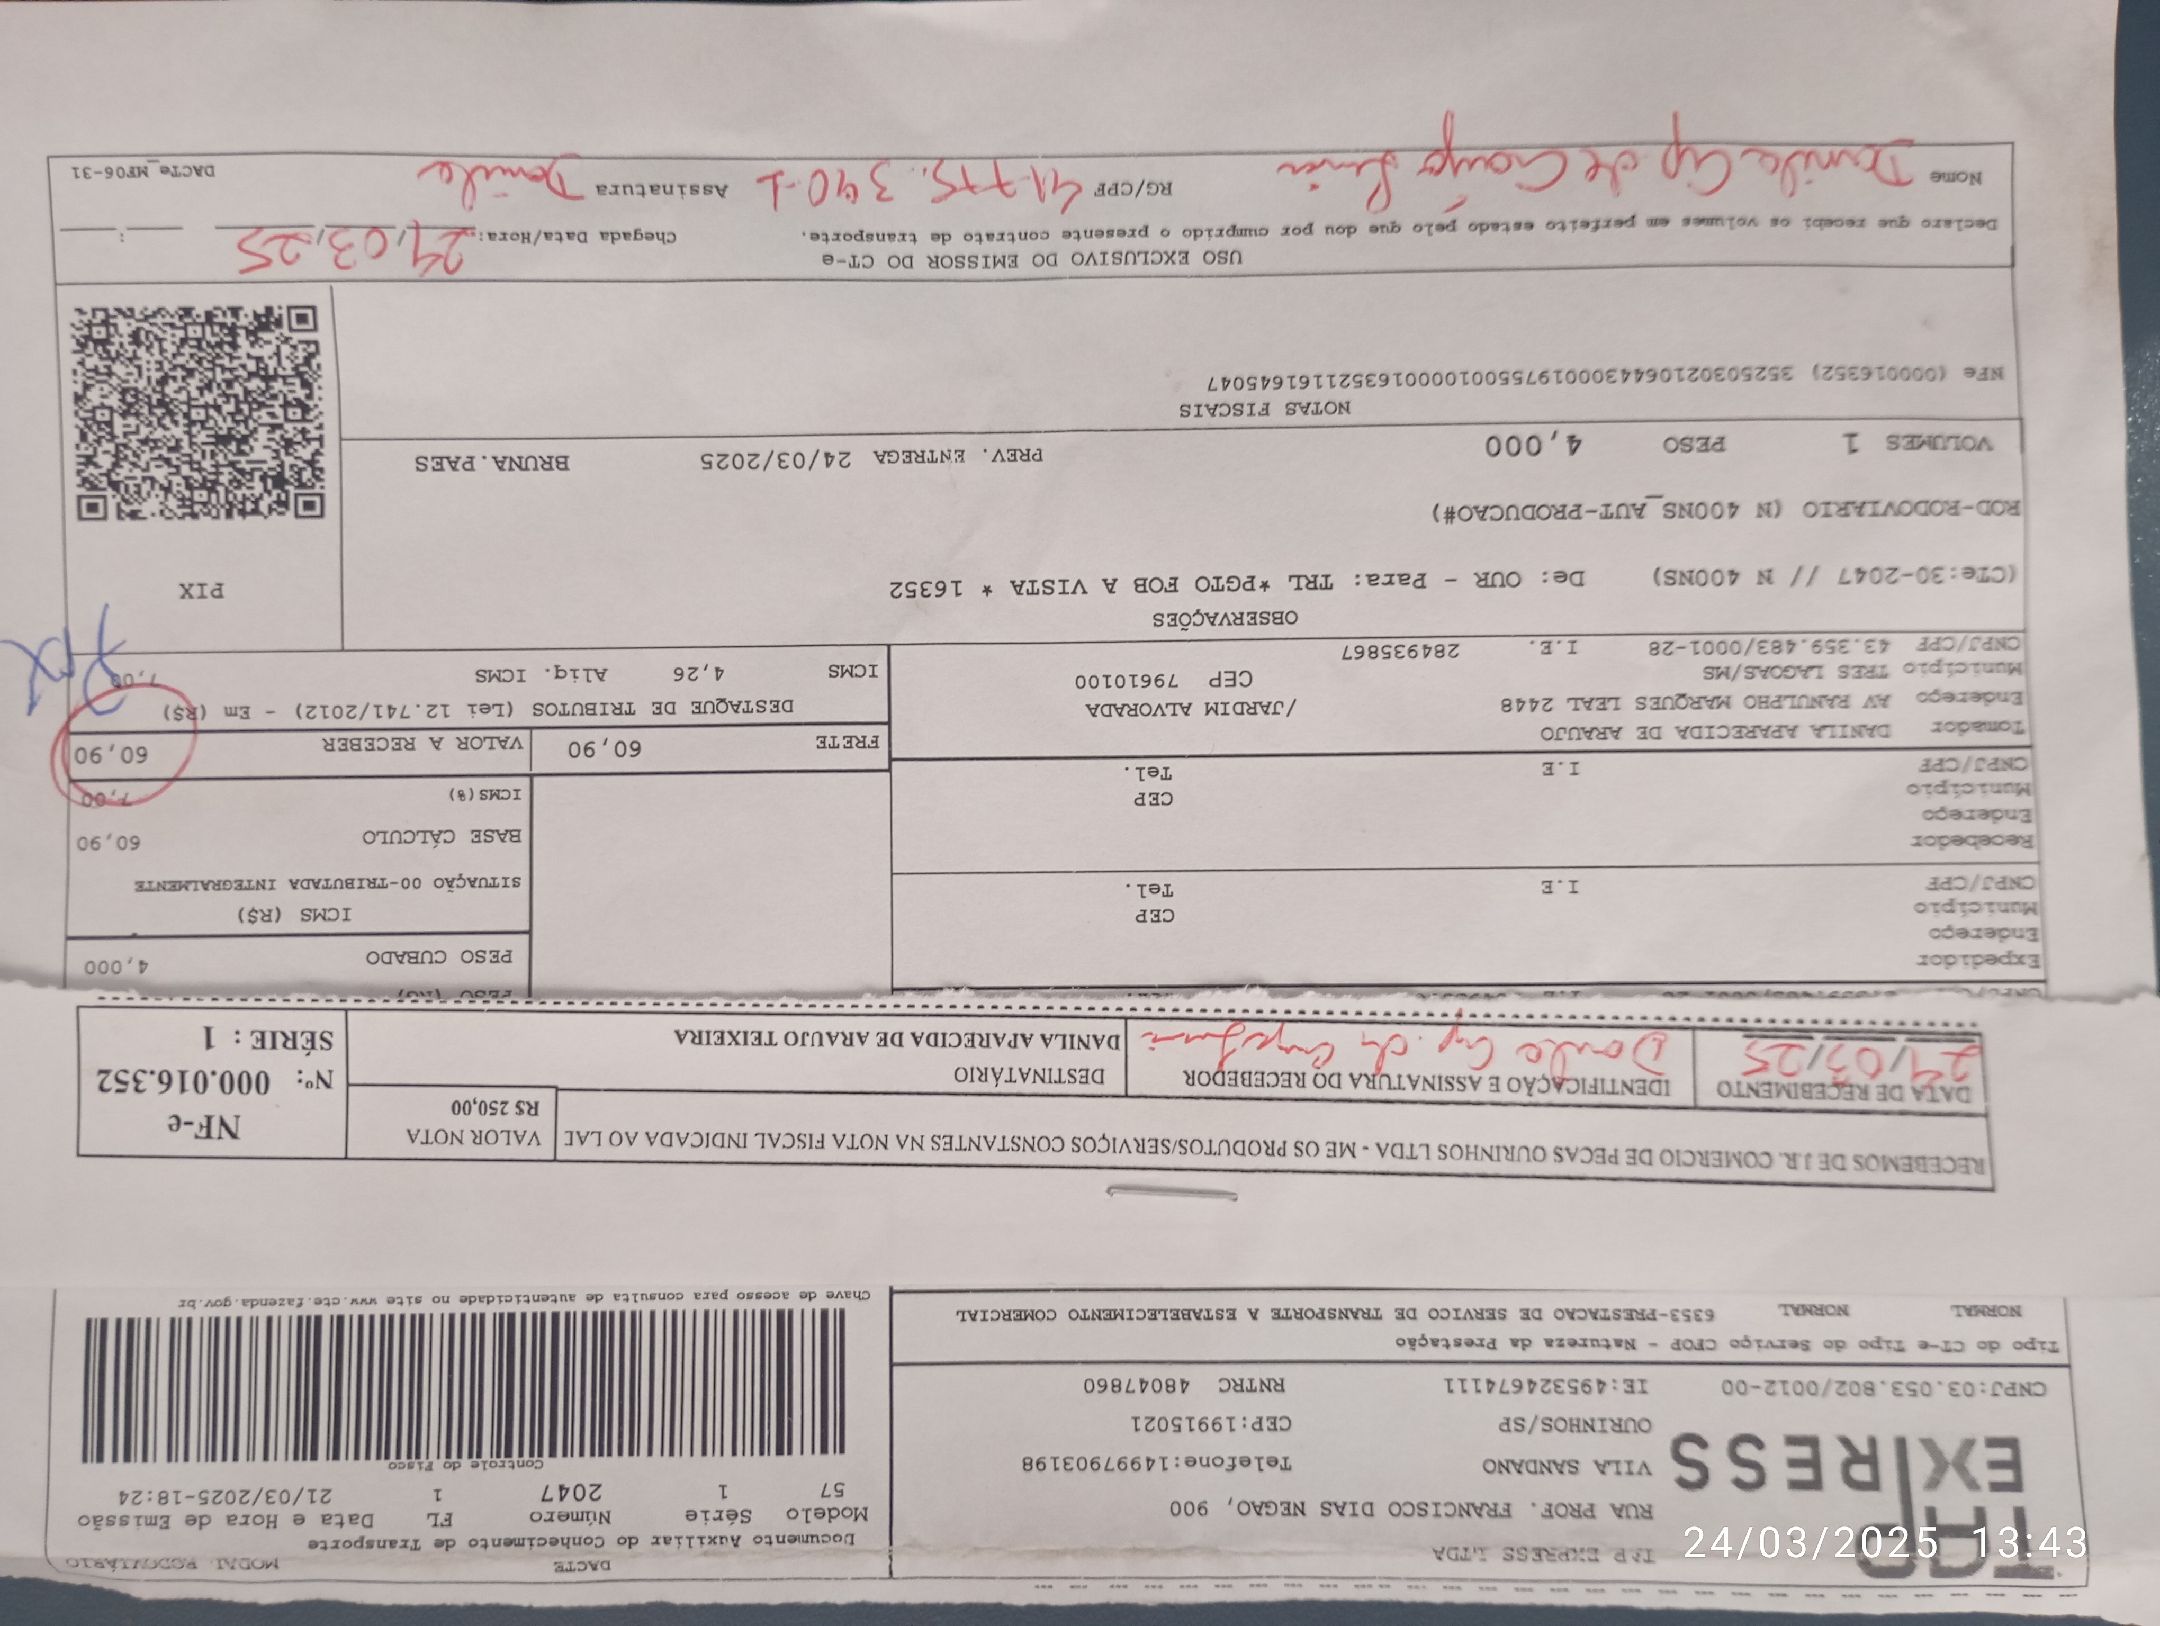 TAP
EXPRESS
RUA PROF. FRANCISCO DIAS NEGAO, 900
VILA SANDANO Telefone:14997903198
OURINHOS/SP CEP:19915021
CNPJ:03.053.802/0012-00 IE:495324674111 RNTRC 48047860
Tipo do CT-e Tipo do Serviço CFOP - Natureza da Prestação
NORMAL NORMAL 6353-PRESTACAO DE SERVICO DE TRANSPORTE A ESTABELECIMENTO COMERCIAL
DACTE MODAL RODOVIÁRIO
Documento Auxiliar do Conhecimento de Transporte
Modelo Série Número FL Data e Hora de Emissão
57 1 2047 1 21/03/2025-18:24
Controle do Fisco
Chave de acesso para consulta de autenticidade no site www.cte.fazenda.gov.br
RECEBEMOS DE J.R. COMERCIO DE PECAS OURINHOS LTDA - ME OS PRODUTOS/SERVIÇOS CONSTANTES NA NOTA FISCAL INDICADA AO LAD
VALOR NOTA
R$ 250,00
DATA DE RECEBIMENTO
24/03/25
IDENTIFICAÇÃO E ASSINATURA DO RECEBEDOR
DESTINATÁRIO
DANILA APARECIDA DE ARAUJO TEIXEIRA
NF-e
Nº: 000.016.352
SÉRIE : 1
Expedidor
Endereço
Município CEP
CNPJ/CPF I.E Tel.
Recebedor
Endereço
Município CEP
CNPJ/CPF I.E Tel.
Tomador DANILA APARECIDA DE ARAUJO
Endereço AV RANULPHO MARQUES LEAL 2448 /JARDIM ALVORADA
Município TRES LAGOAS/MS CEP 79610100
CNPJ/CPF 43.359.483/0001-28 I.E. 284935867
PESO CUBADO 4,000
ICMS (R$)
SITUAÇÃO 00-TRIBUTADA INTEGRALMENTE
BASE CÁLCULO 60,90
ICMS(%) 7,00
FRETE 60,90 VALOR A RECEBER 60,90
DESTAQUE DE TRIBUTOS (Lei 12.741/2012) - Em (R$)
ICMS 4,26 Aliq. ICMS 7,00
OBSERVAÇÕES
(CTe:30-2047 // N 400NS) De: OUR - Para: TRL *PGTO FOB A VISTA * 16352
ROD-RODOVIARIO (N 400NS_AUT-PRODUCAO#)
VOLUMES 1 PESO 4,000 PREV. ENTREGA 24/03/2025 BRUNA.PAES
PIX
NOTAS FISCAIS
NFe (000016352) 35250302106443000197550010000163521161645047
USO EXCLUSIVO DO EMISSOR DO CT-e
Declaro que recebi os volumes em perfeito estado pelo que dou por cumprido o presente contrato de transporte.
Chegada Data/Hora: 24/03/25
Nome Danila Ap. de Araujo
RG/CPF 41.775.340-1
Assinatura Danila
DACTe_MF06-31
24/03/2025 13:43